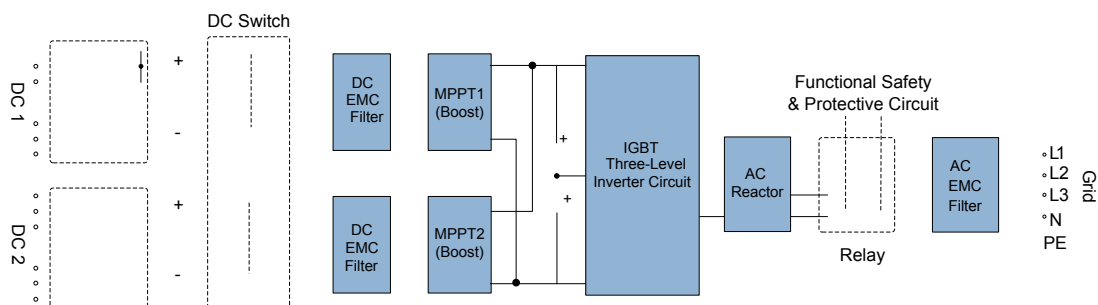 DC Switch
DC 1
+
-
DC
EMC
Filter
MPPT1
(Boost)
+
+
IGBT
Three-Level
Inverter Circuit
Functional Safety
& Protective Circuit
AC
Reactor
Relay
AC
EMC
Filter
L1
L2
L3
N
PE
Grid
DC 2
+
-
DC
EMC
Filter
MPPT2
(Boost)